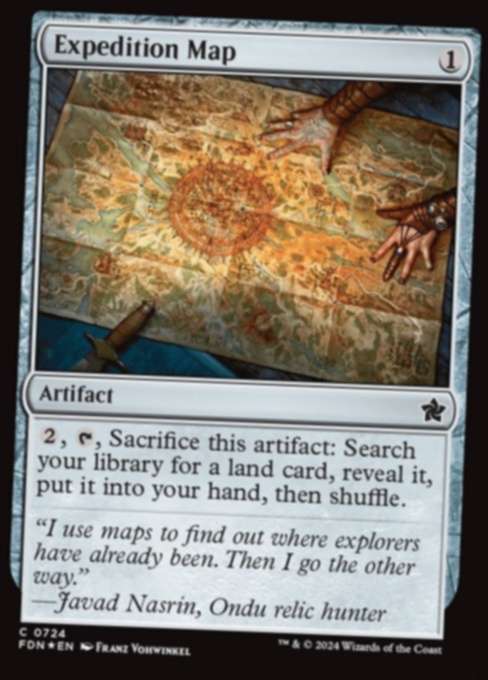 Expedition Map 1
Artifact
2, T, Sacrifice this artifact: Search
your library for a land card, reveal it,
put it into your hand, then shuffle.
“I use maps to find out where explorers
have already been. Then I go the other
way.”
—Javad Nasrin, Ondu relic hunter
C 0724
FDN★EN Franz Vohwinkel
™ & © 2024 Wizards of the Coast